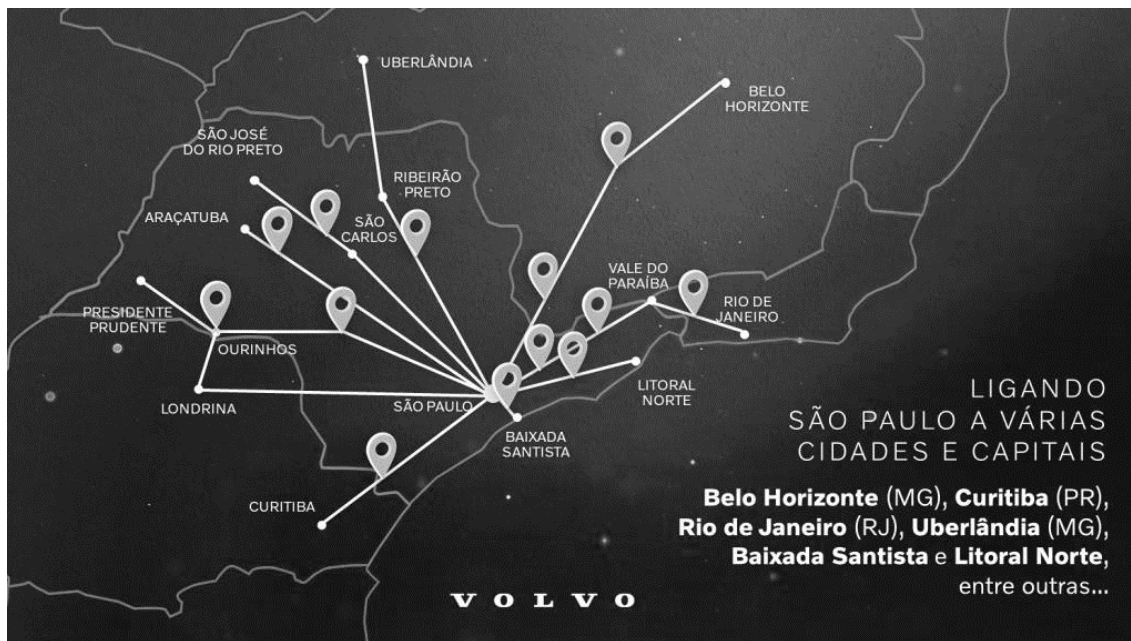 UBERLÂNDIA
BELO
HORIZONTE
SÃO JOSÉ
DO RIO PRETO
RIBEIRÃO
PRETO
ARAÇATUBA
SÃO
CARLOS
VALE DO
PARAÍBA
PRESIDENTE
PRUDENTE
RIO DE
JANEIRO
OURINHOS
LONDRINA
SÃO PAULO
LITORAL
NORTE
BAIXADA
SANTISTA
CURITIBA
LIGANDO
SÃO PAULO A VÁRIAS
CIDADES E CAPITAIS
Belo Horizonte (MG), Curitiba (PR),
Rio de Janeiro (RJ), Uberlândia (MG),
Baixada Santista e Litoral Norte,
entre outras...
VOLVO